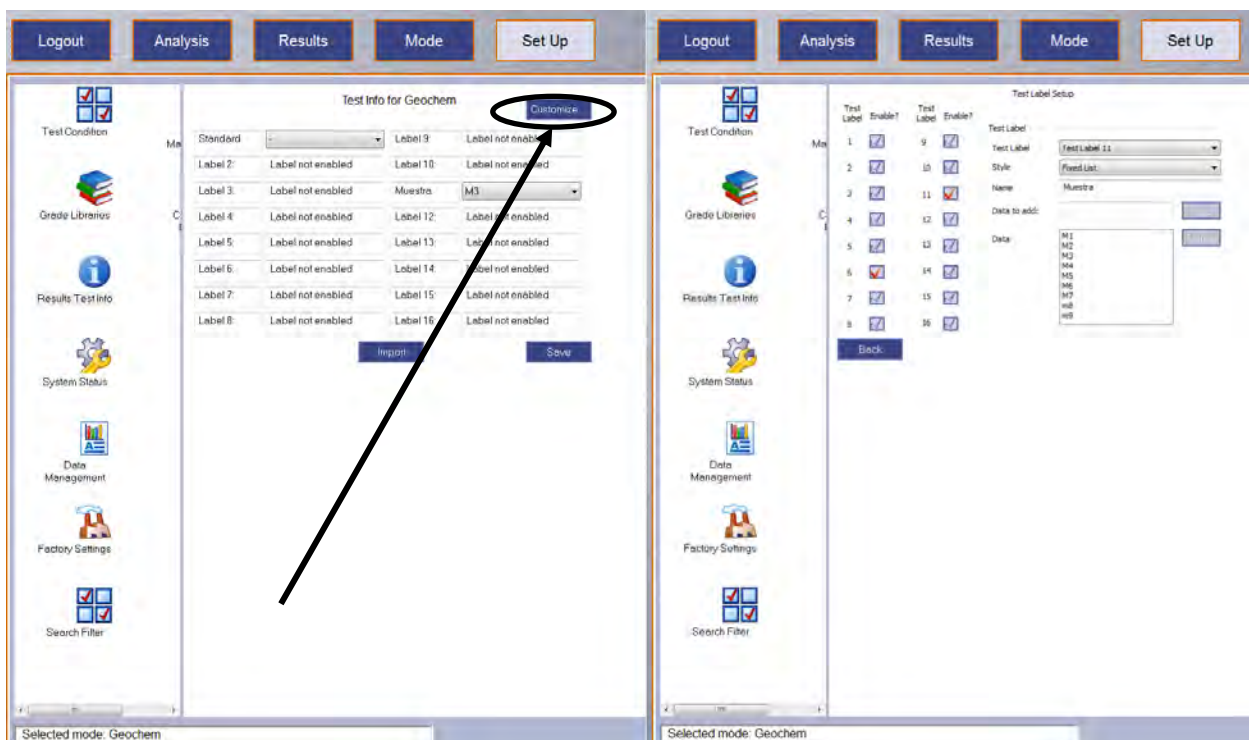 Logout Analysis Results Mode Set Up
Test Info for Geochem
Customize
Test Condition
Ma
Standard - Label 9: Label not enabled
Label 2: Label not enabled Label 10: Label not enabled
Label 3: Label not enabled Muestra M3
Grade Libraries
C
Label 4: Label not enabled Label 12: Label not enabled
Label 5: Label not enabled Label 13: Label not enabled
Label 6: Label not enabled Label 14: Label not enabled
Results Test Info
Label 7: Label not enabled Label 15: Label not enabled
Label 8: Label not enabled Label 16: Label not enabled
Import Save
System Status
Data
Management
Factory Settings
Search Filter
Selected mode: Geochem
Logout Analysis Results Mode Set Up
Test Label Setup
Test Label Enable? Test Label Enable?
Test Label
Test Condition
Ma
1 9 Test Label Test Label 11
2 10 Style Fixed List
3 11 Name Muestra
Grade Libraries
C
4 12 Data to add:
5 13 Data
M1
M2
M3
M4
M5
M6
M7
m8
m9
6 14
Results Test Info
7 15
8 16
Back
System Status
Data
Management
Factory Settings
Search Filter
Selected mode: Geochem